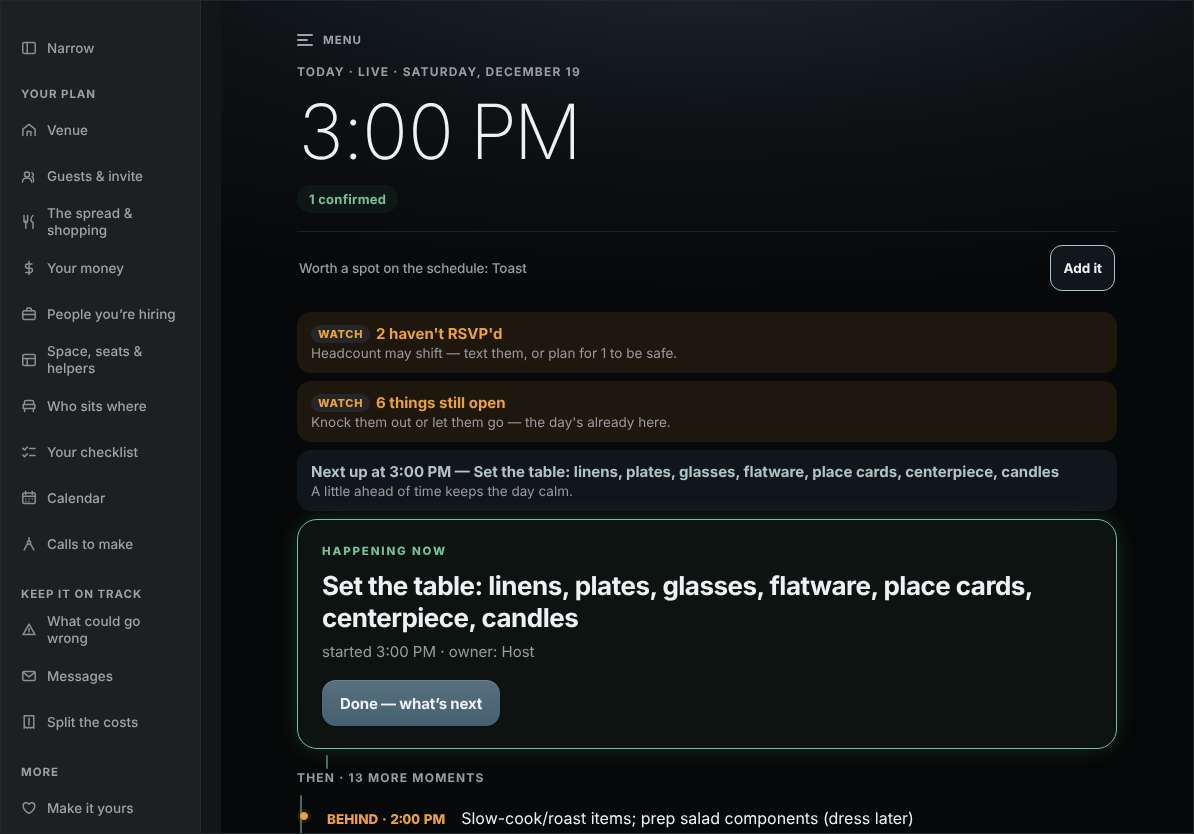 Narrow
YOUR PLAN
Venue
Guests & invite
The spread &
shopping
Your money
People you’re hiring
Space, seats &
helpers
Who sits where
Your checklist
Calendar
Calls to make
KEEP IT ON TRACK
What could go
wrong
Messages
Split the costs
MORE
Make it yours
MENU
TODAY · LIVE · SATURDAY, DECEMBER 19
3:00 PM
1 confirmed
Worth a spot on the schedule: Toast
Add it
WATCH 2 haven't RSVP'd
Headcount may shift — text them, or plan for 1 to be safe.
WATCH 6 things still open
Knock them out or let them go — the day's already here.
Next up at 3:00 PM — Set the table: linens, plates, glasses, flatware, place cards, centerpiece, candles
A little ahead of time keeps the day calm.
HAPPENING NOW
Set the table: linens, plates, glasses, flatware, place cards,
centerpiece, candles
started 3:00 PM · owner: Host
Done — what’s next
THEN · 13 MORE MOMENTS
BEHIND · 2:00 PM Slow-cook/roast items; prep salad components (dress later)